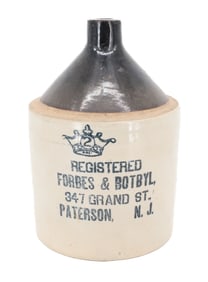 2
REGISTERED
FORBES & BOTBYL,
347 GRAND ST.
PATERSON, N. J.